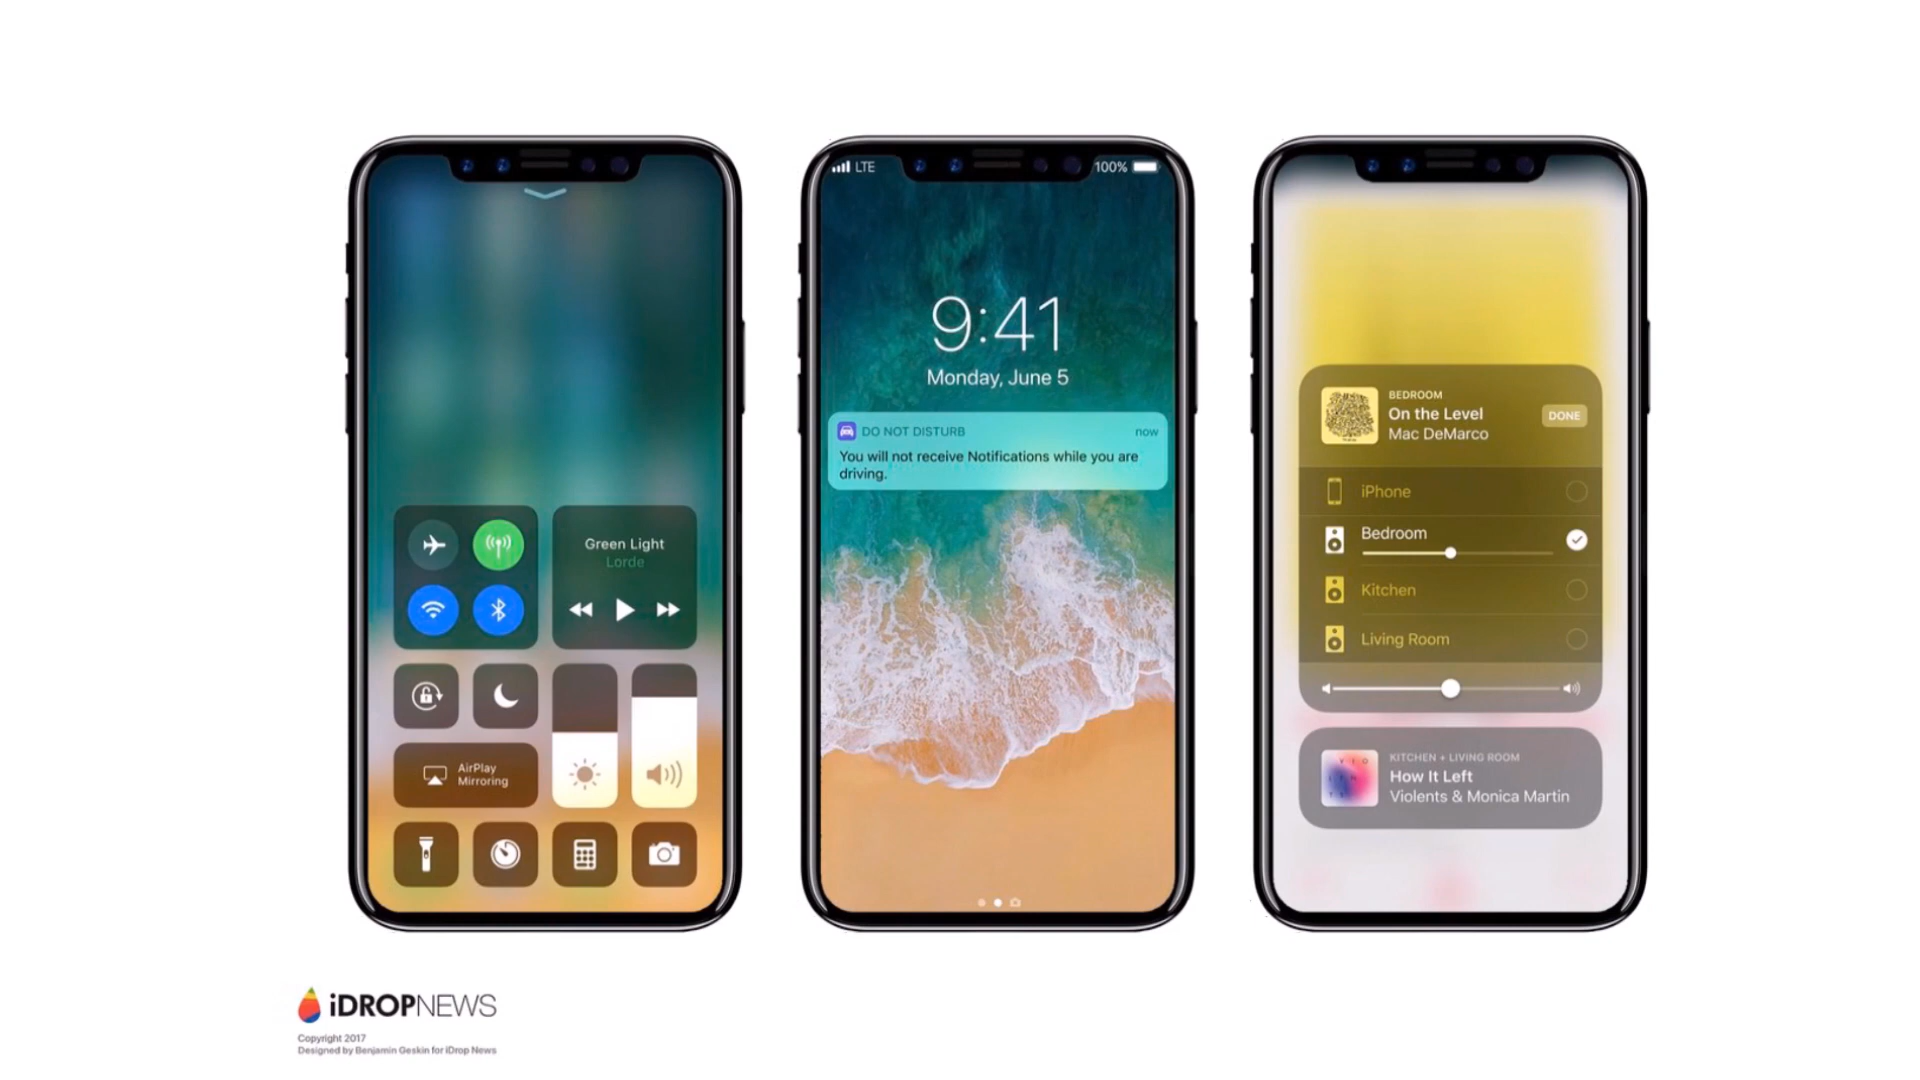 Green Light
Lorde
AirPlay
Mirroring
LTE
100%
9:41
Monday, June 5
DO NOT DISTURB
now
You will not receive Notifications while you are
driving.
BEDROOM
On the Level
DONE
Mac DeMarco
iPhone
Bedroom
Kitchen
Living Room
KITCHEN + LIVING ROOM
How It Left
Violents & Monica Martin
iDROPNEWS
Copyright 2017
Designed by Benjamin Geskin for iDrop News